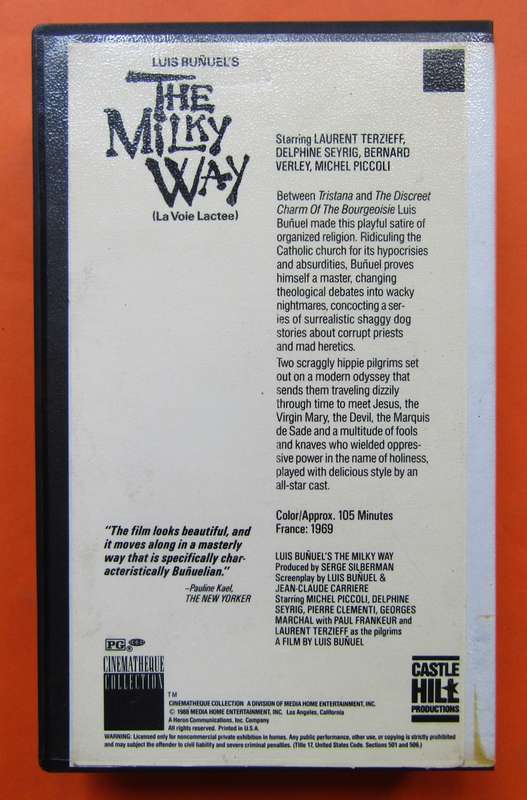 LUIS BUÑUEL'S
THE
MILKY
WAY
(La Voie Lactee)
Starring LAURENT TERZIEFF,
DELPHINE SEYRIG, BERNARD
VERLEY, MICHEL PICCOLI
Between Tristana and The Discreet
Charm Of The Bourgeoisie Luis
Buñuel made this playful satire of
organized religion. Ridiculing the
Catholic church for its hypocrisies
and absurdities, Buñuel proves
himself a master, changing
theological debates into wacky
nightmares, concocting a ser-
ies of surrealistic shaggy dog
stories about corrupt priests
and mad heretics.
Two scraggly hippie pilgrims set
out on a modern odyssey that
sends them traveling dizzily
through time to meet Jesus, the
Virgin Mary, the Devil, the Marquis
de Sade and a multitude of fools
and knaves who wielded oppres-
sive power in the name of holiness,
played with delicious style by an
all-star cast.
Color/Approx. 105 Minutes
France: 1969
"The film looks beautiful, and
it moves along in a masterly
way that is specifically char-
acteristically Buñuelian."
–Pauline Kael,
THE NEW YORKER
LUIS BUÑUEL'S THE MILKY WAY
Produced by SERGE SILBERMAN
Screenplay by LUIS BUÑUEL &
JEAN-CLAUDE CARRIERE
Starring MICHEL PICCOLI, DELPHINE
SEYRIG, PIERRE CLEMENTI, GEORGES
MARCHAL with PAUL FRANKEUR and
LAURENT TERZIEFF as the pilgrims
A FILM BY LUIS BUÑUEL
PG
CINEMATHEQUE
COLLECTION
TM
CASTLE
HILL
PRODUCTIONS
CINEMATHEQUE COLLECTION A DIVISION OF MEDIA HOME ENTERTAINMENT, INC.
© 1988 MEDIA HOME ENTERTAINMENT, INC. Los Angeles, California
A Heron Communications, Inc. Company
All rights reserved. Printed in U.S.A.
WARNING: Licensed only for noncommercial private exhibition in homes. Any public performance, other use, or copying is strictly prohibited
and may subject the offender to civil liability and severe criminal penalties. (Title 17, United States Code, Sections 501 and 506.)